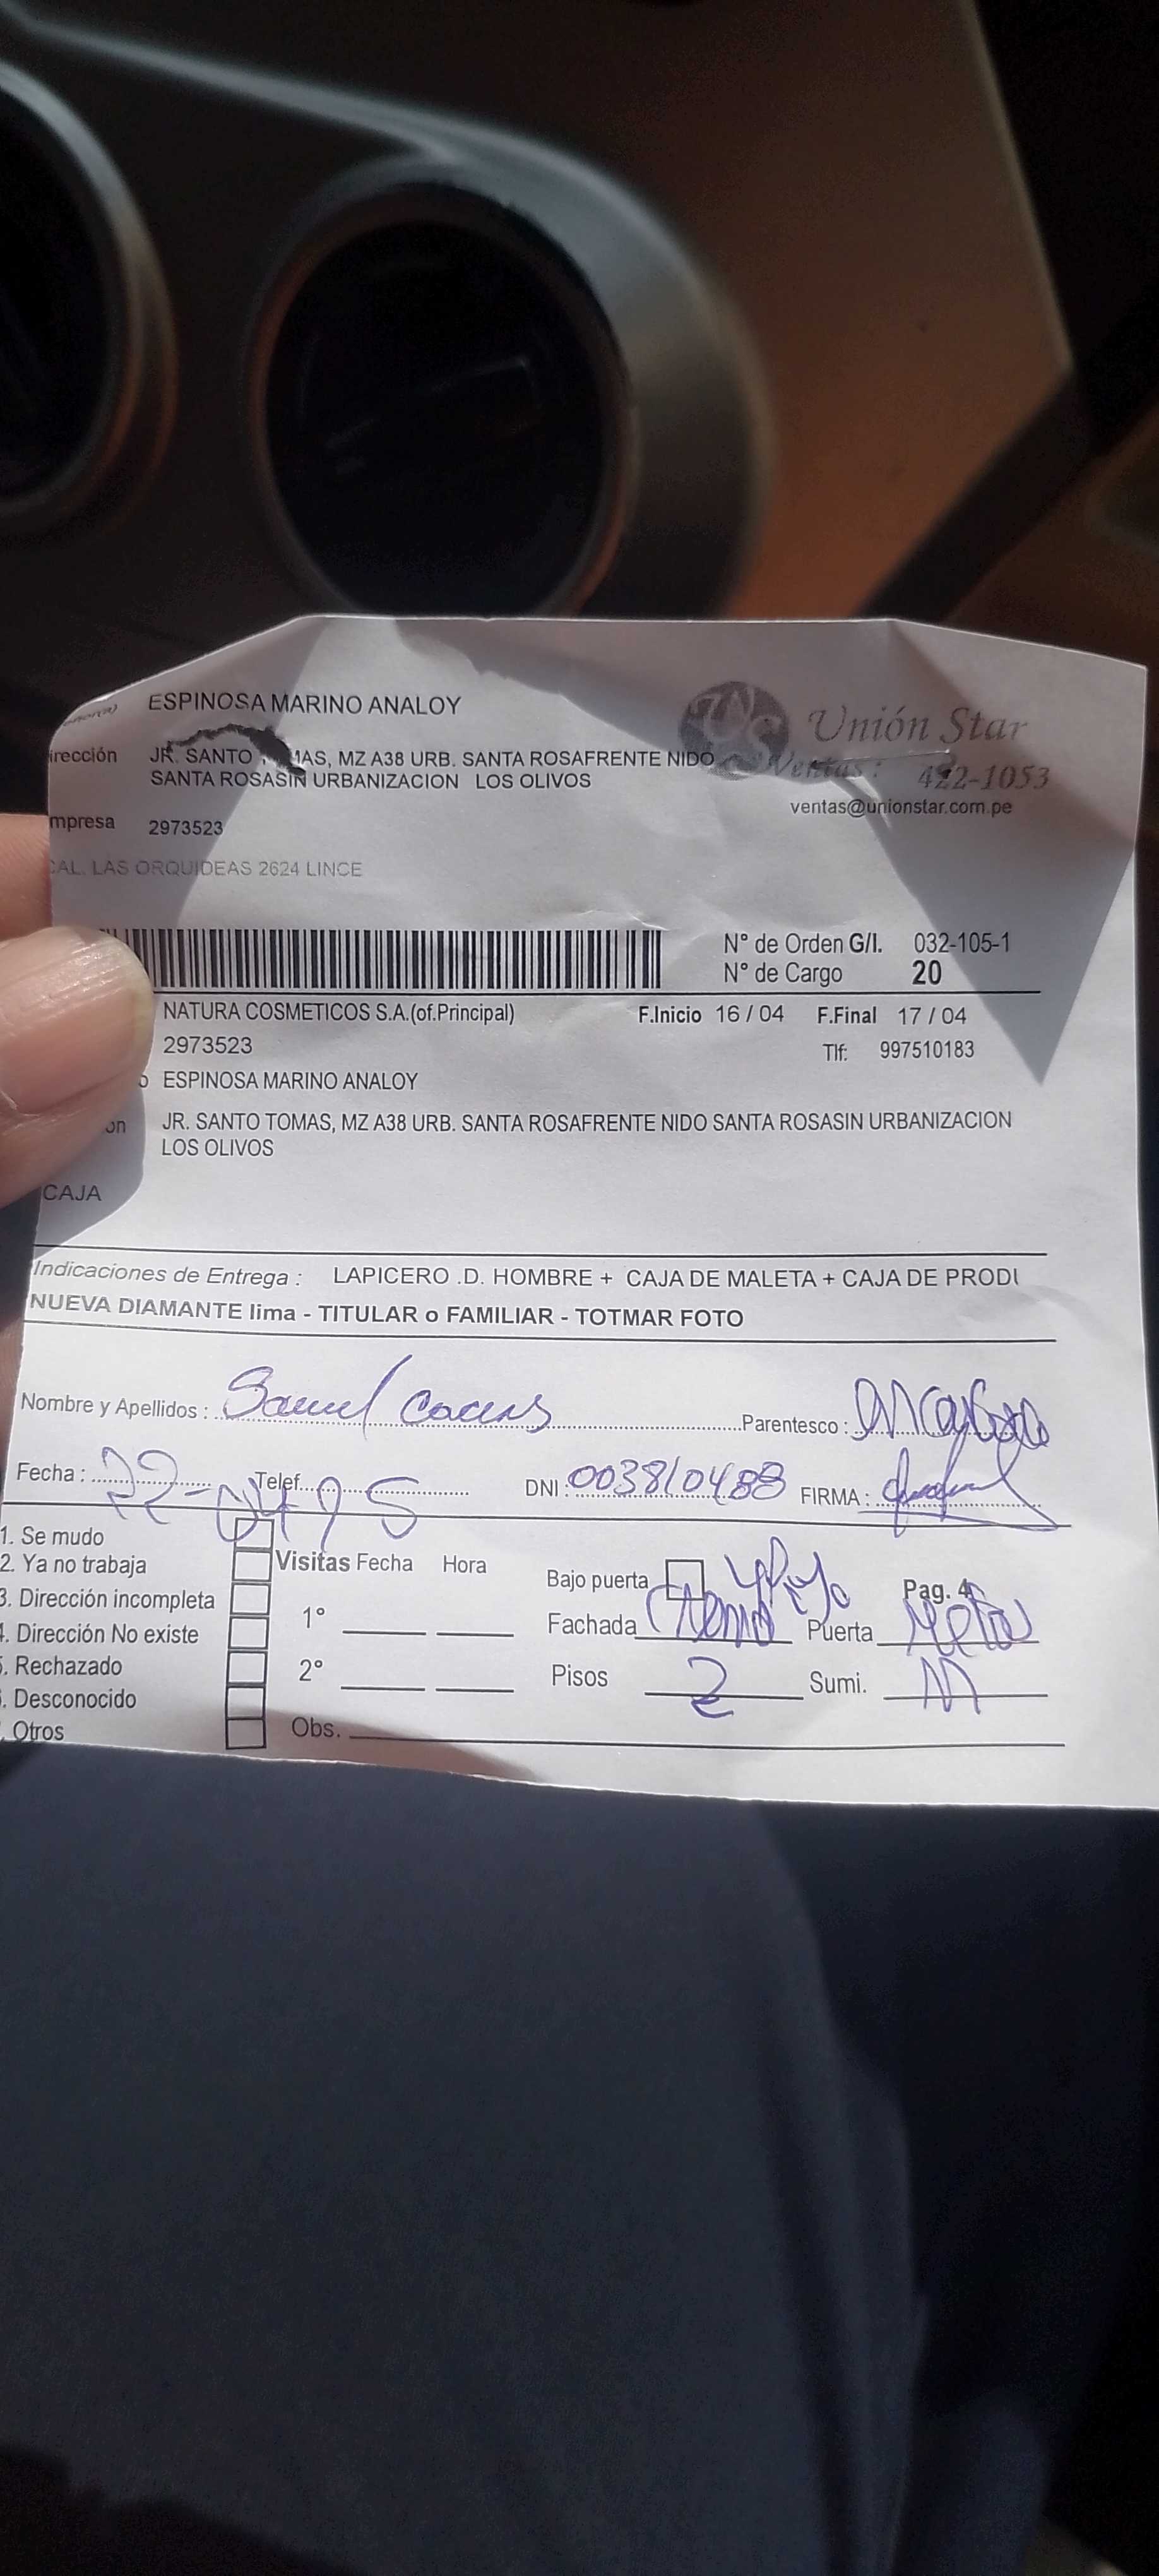 ESPINOSA MARINO ANALOY
Unión Star
irección JR. SANTO MAS, MZ A38 URB. SANTA ROSAFRENTE NIDO
SANTA ROSASIN URBANIZACION LOS OLIVOS
Ventas: 422-1053
ventas@unionstar.com.pe
mpresa 2973523
CAL. LAS ORQUIDEAS 2624 LINCE
N° de Orden G/I. 032-105-1
N° de Cargo 20
NATURA COSMETICOS S.A.(of.Principal) F.Inicio 16 / 04 F.Final 17 / 04
2973523 Tlf: 997510183
o ESPINOSA MARINO ANALOY
on JR. SANTO TOMAS, MZ A38 URB. SANTA ROSAFRENTE NIDO SANTA ROSASIN URBANIZACION
LOS OLIVOS
CAJA
Indicaciones de Entrega : LAPICERO .D. HOMBRE + CAJA DE MALETA + CAJA DE PRODU
NUEVA DIAMANTE lima - TITULAR o FAMILIAR - TOTMAR FOTO
Nombre y Apellidos : Parentesco :
Fecha : 22-04 Telef. DNI : 003810488 FIRMA :
1. Se mudo
2. Ya no trabaja Visitas Fecha Hora Bajo puerta Pag. 4
3. Dirección incompleta 1° Fachada Puerta
. Dirección No existe
. Rechazado 2° Pisos 2 Sumi.
. Desconocido
. Otros Obs.